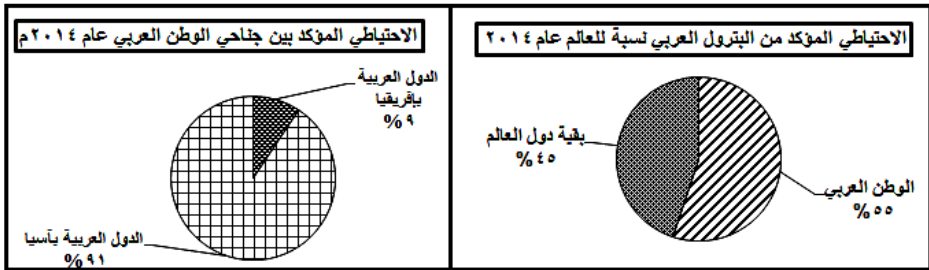 الاحتياطي المؤكد من البترول العربي نسبة للعالم عام ٢٠١٤
بقية دول العالم
٤٥ %
الوطن العربي
٥٥ %
الاحتياطي المؤكد بين جناحي الوطن العربي عام ٢٠١٤م
الدول العربية
بإفريقيا
٩ %
الدول العربية بآسيا
٩١ %